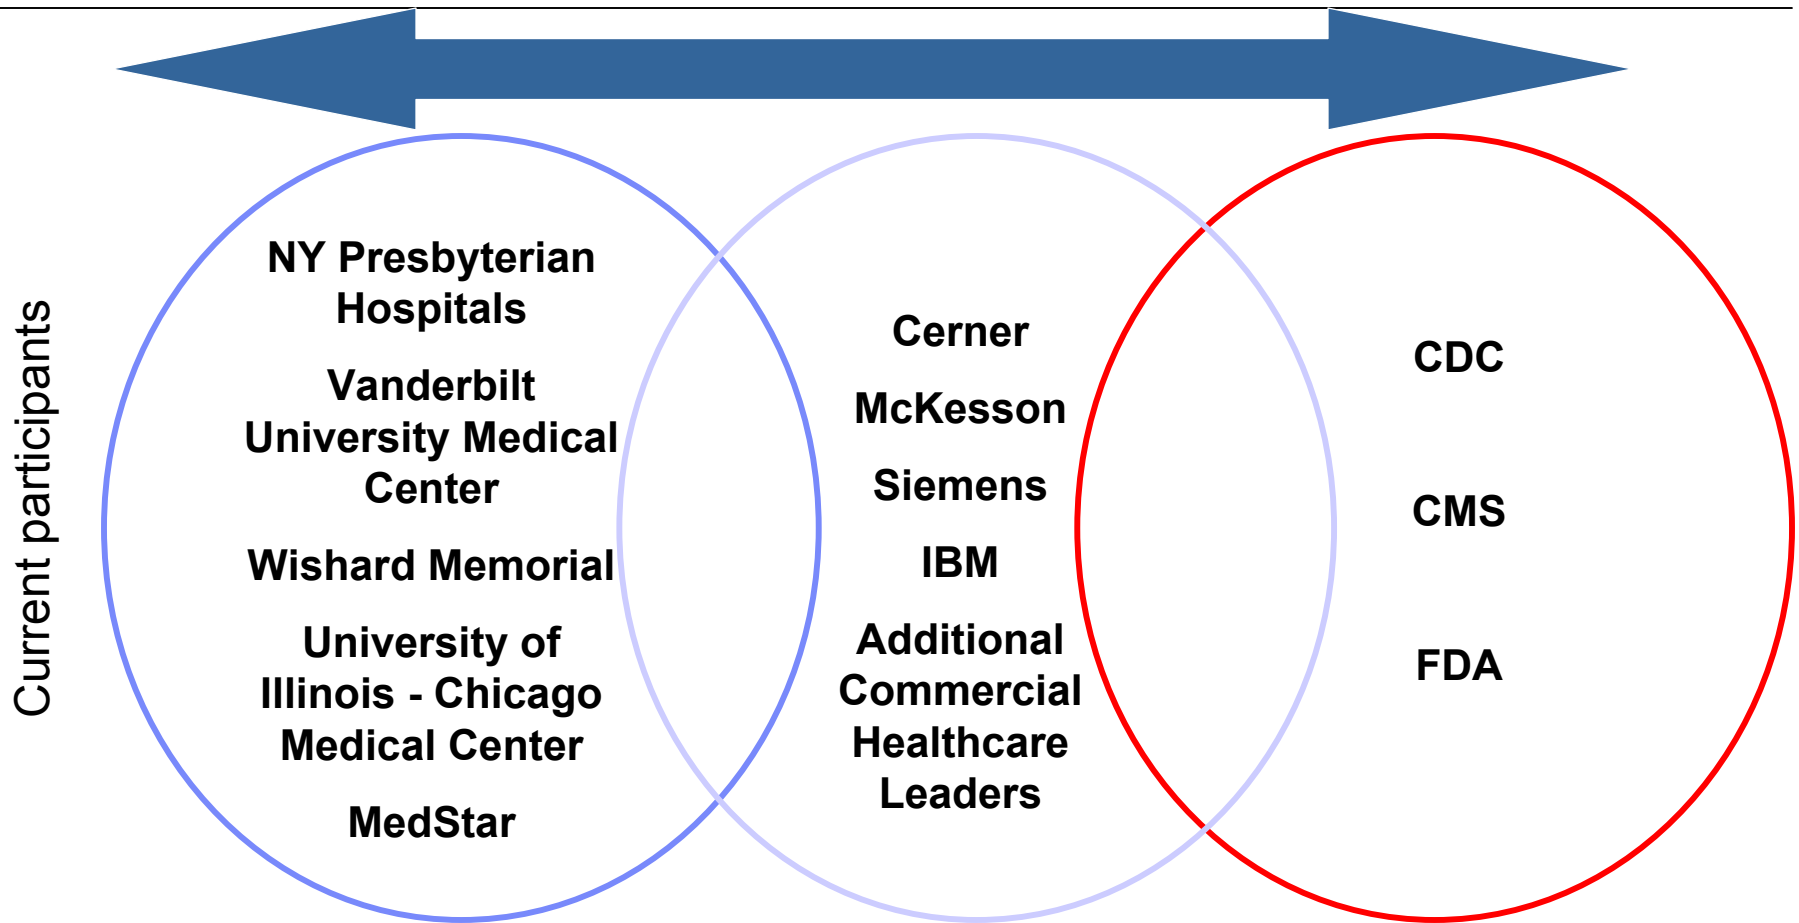 Current participants
NY Presbyterian
Hospitals
Vanderbilt
University Medical
Center
Wishard Memorial
University of
Illinois - Chicago
Medical Center
MedStar
Cerner
McKesson
Siemens
IBM
Additional
Commercial
Healthcare
Leaders
CDC
CMS
FDA